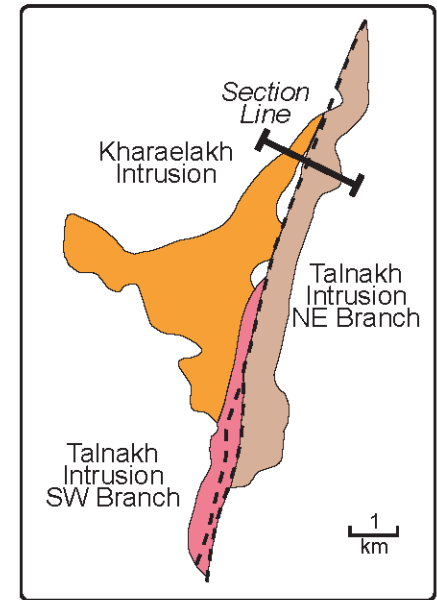 Section
Line
Kharaelakh
Intrusion
Talnakh
Intrusion
NE Branch
Talnakh
Intrusion
SW Branch
1
km